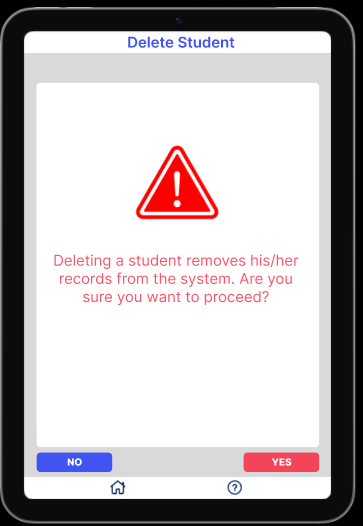 Delete Student
Deleting a student removes his/her
records from the system. Are you
sure you want to proceed?
NO
YES